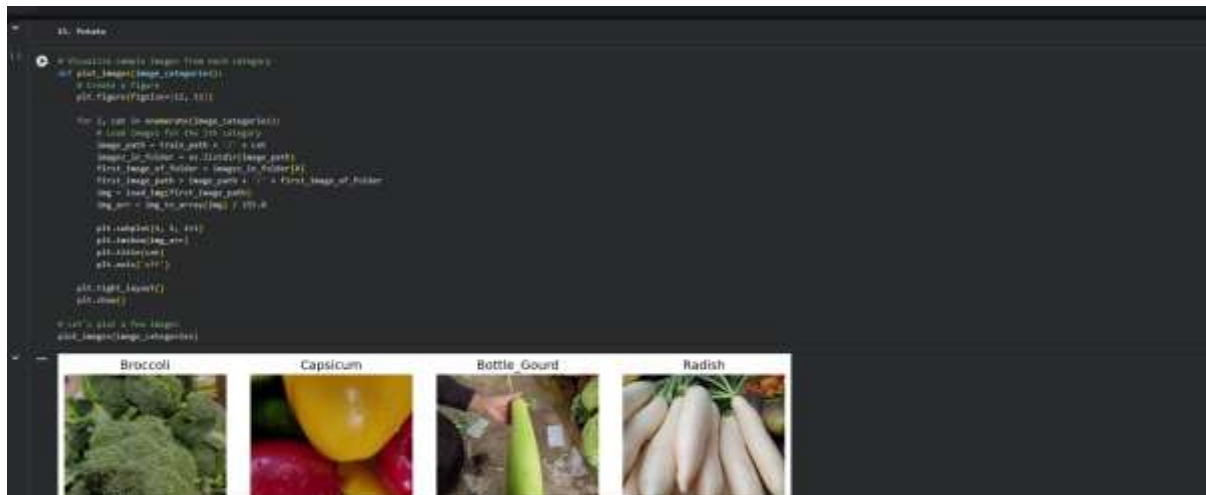 15. Potato
# Visualize sample images from each category
def plot_images(image_categories):
# Create a figure
plt.figure(figsize=(12, 12))
for i, cat in enumerate(image_categories):
# Load images for the ith category
image_path = train_path + '/' + cat
images_in_folder = os.listdir(image_path)
first_image_of_folder = images_in_folder[0]
first_image_path = image_path + '/' + first_image_of_folder
img = load_img(first_image_path)
img_arr = img_to_array(img) / 255.0
plt.subplot(4, 4, i+1)
plt.imshow(img_arr)
plt.title(cat)
plt.axis('off')
plt.tight_layout()
plt.show()
# Let's plot a few images
plot_images(image_categories)
Broccoli Capsicum Bottle_Gourd Radish